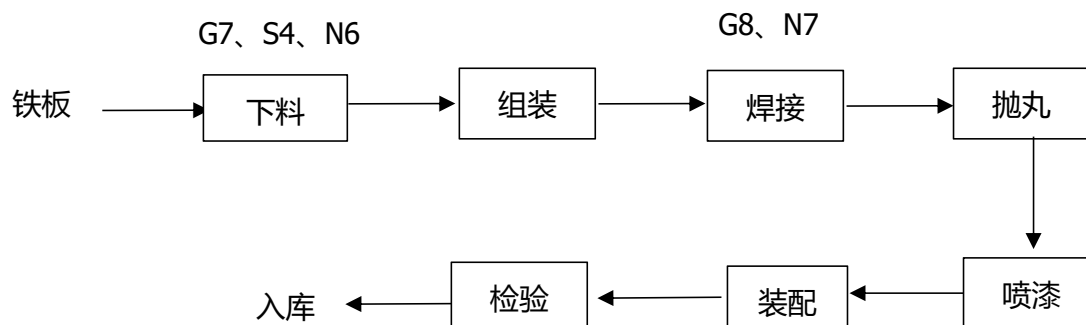 G7、S4、N6
G8、N7
铁板
下料
组装
焊接
抛丸
入库
检验
装配
喷漆